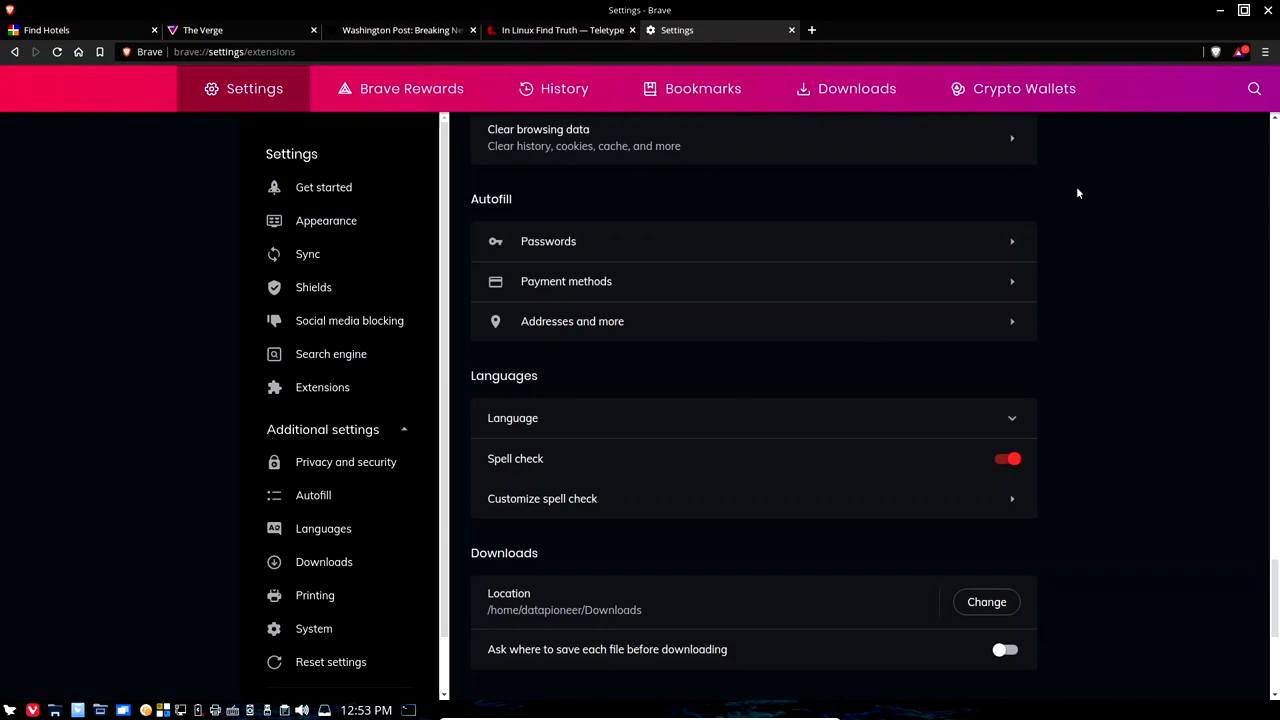 Settings - Brave
Find Hotels
The Verge
Washington Post: Breaking Ne
In Linux Find Truth — Teletype
Settings
Brave
brave://settings/extensions
Settings
Brave Rewards
History
Bookmarks
Downloads
Crypto Wallets
Settings
Get started
Appearance
Sync
Shields
Social media blocking
Search engine
Extensions
Additional settings
Privacy and security
Autofill
Languages
Downloads
Printing
System
Reset settings
Clear browsing data
Clear history, cookies, cache, and more
Autofill
Passwords
Payment methods
Addresses and more
Languages
Language
Spell check
Customize spell check
Downloads
Location
/home/datapioneer/Downloads
Change
Ask where to save each file before downloading
12:53 PM